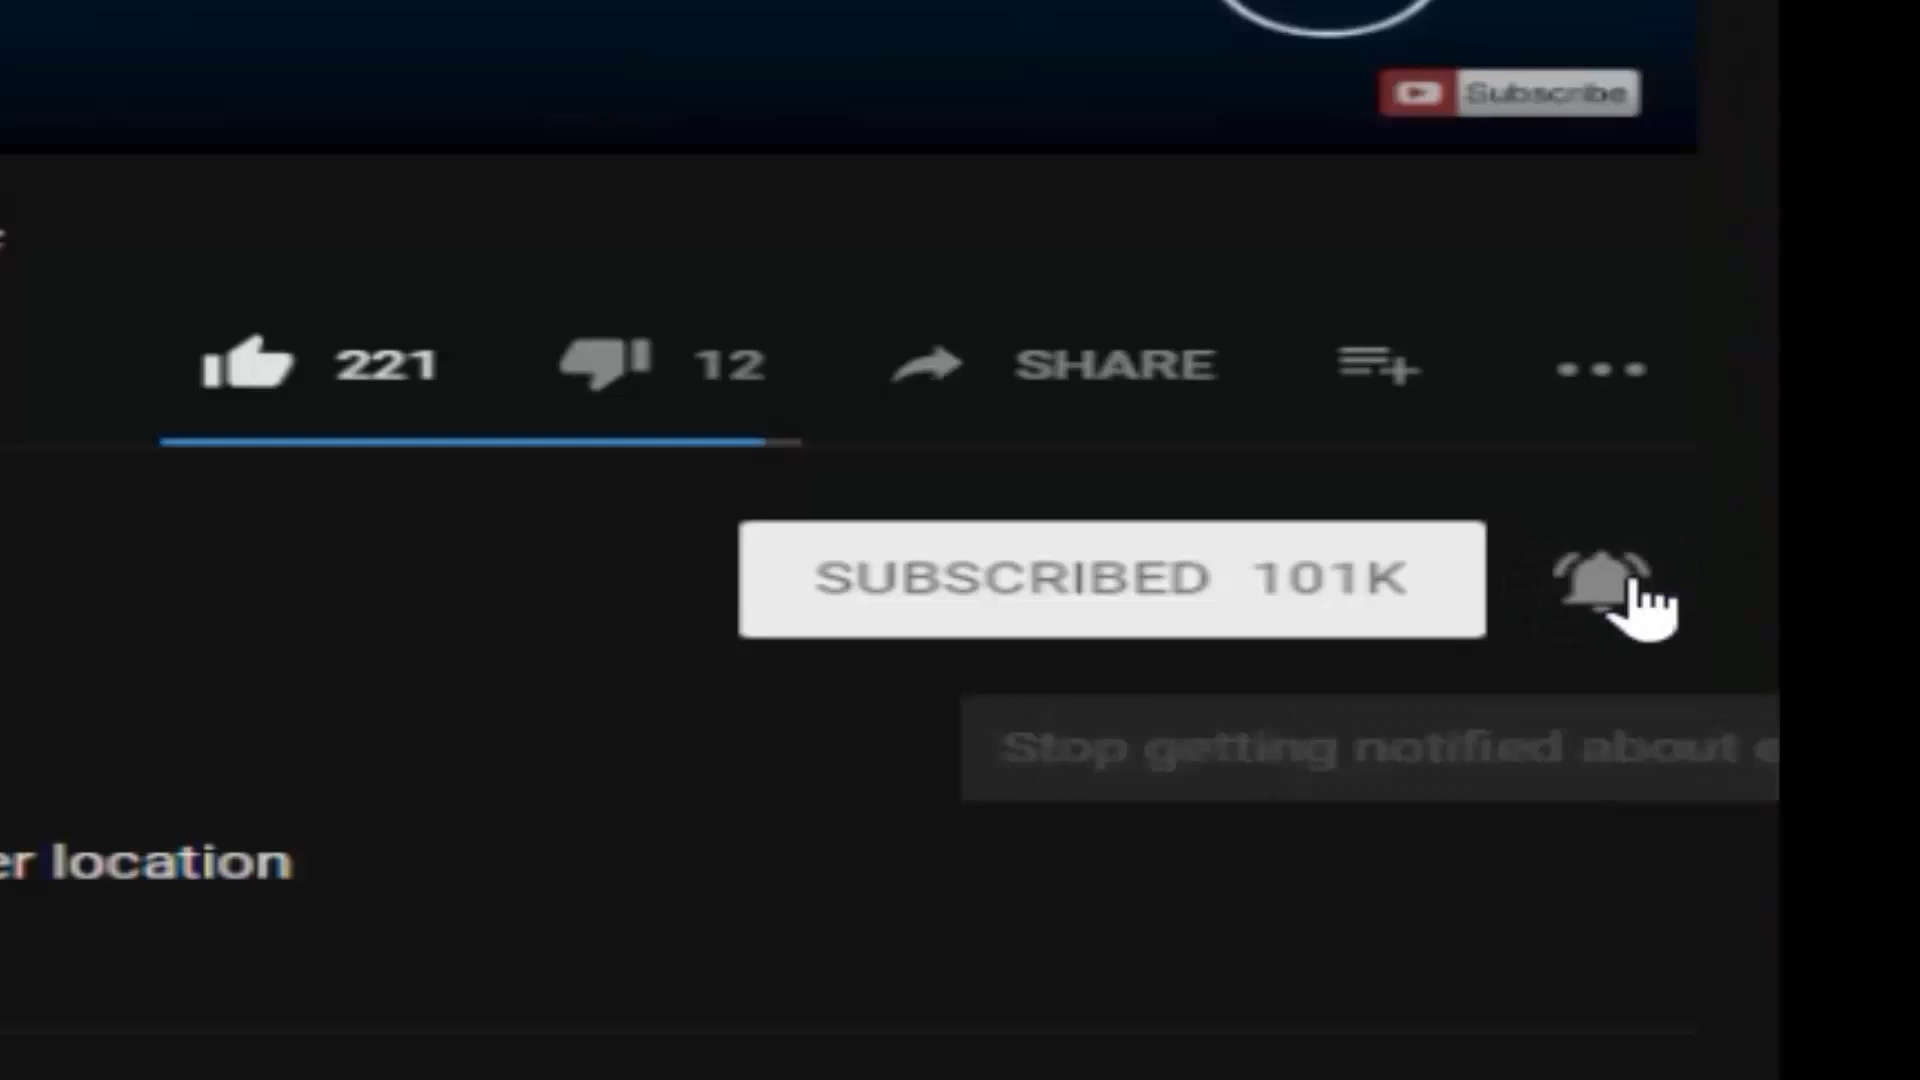 Subscribe
221 12 SHARE
SUBSCRIBED 101K
Stop getting notified about
er location